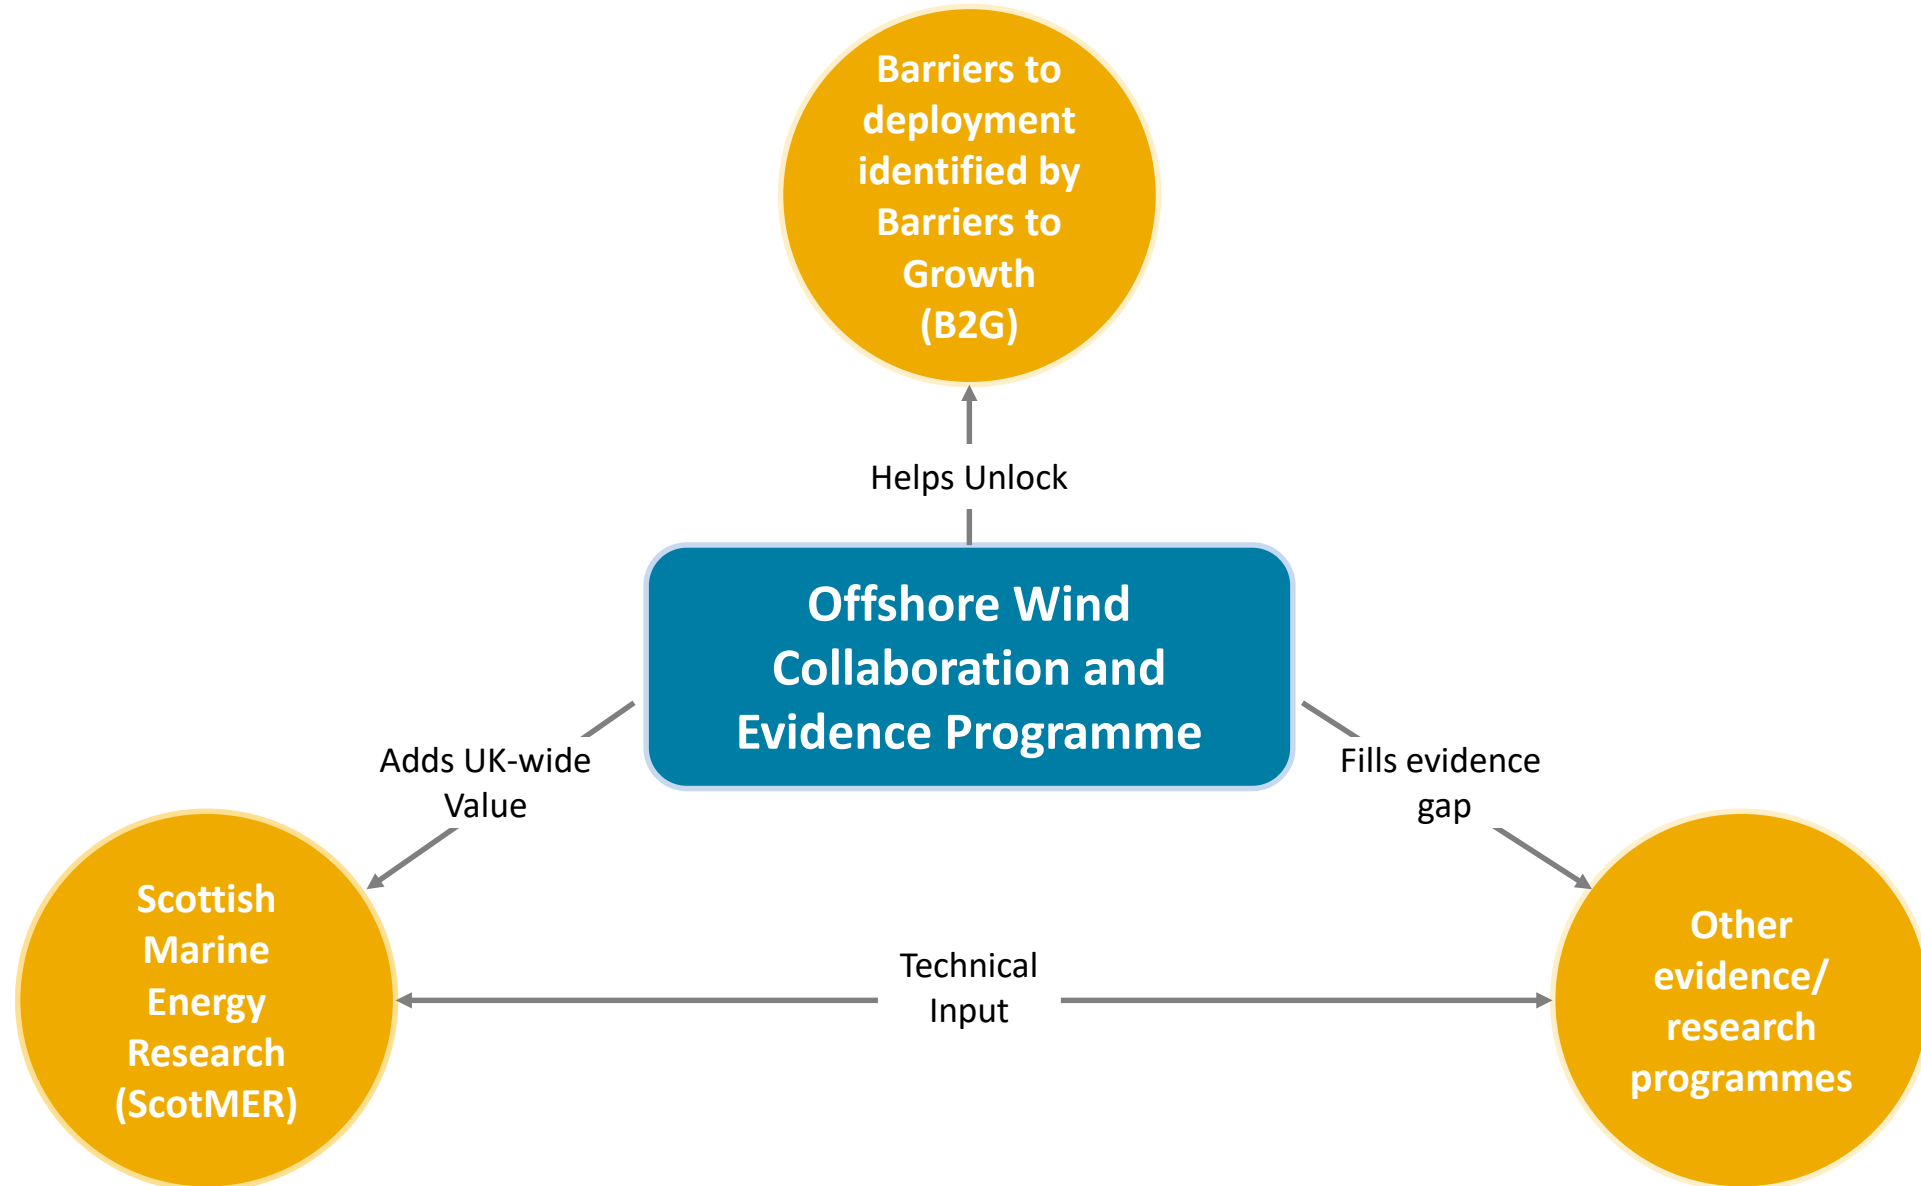 Barriers to
deployment
identified by
Barriers to
Growth
(B2G)
Helps Unlock
Offshore Wind
Collaboration and
Evidence Programme
Adds UK-wide
Value
Fills evidence
gap
Scottish
Marine
Energy
Research
(ScotMER)
Technical
Input
Other
evidence/
research
programmes